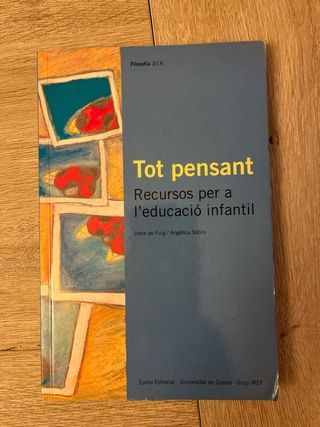 Filosofia 3/18
Tot pensant
Recursos per a
l'educació infantil
Irene de Puig i Angélica Sátiro
Eumo Editorial - Universitat de Girona - Grup IREF